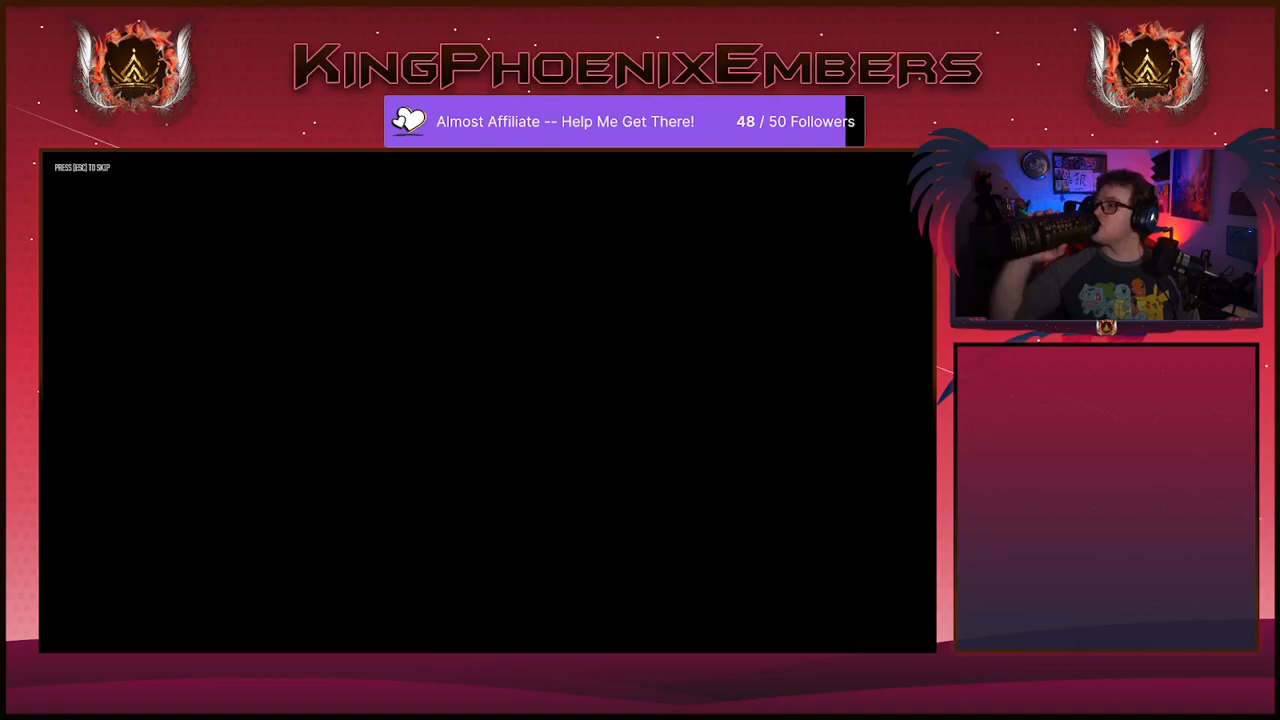 KingPhoenixEmbers
Almost Affiliate -- Help Me Get There! 48 / 50 Followers
PRESS [ESC] TO SKIP